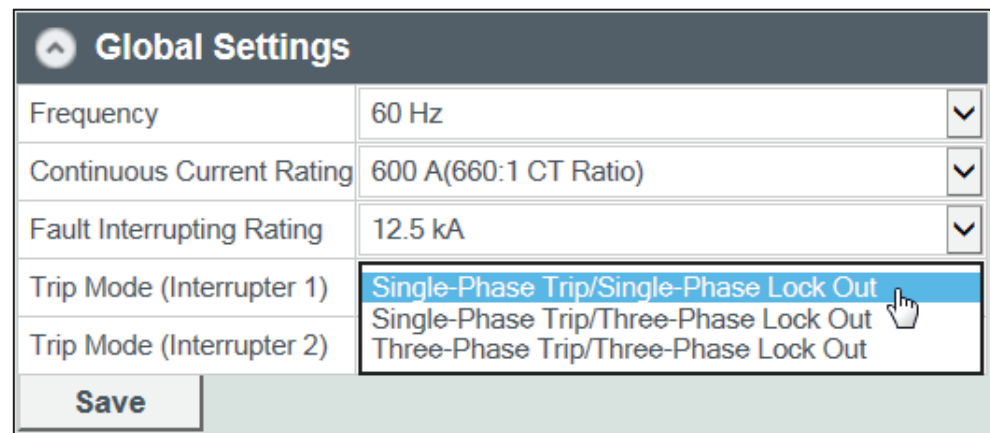 Global Settings
Frequency 60 Hz
Continuous Current Rating 600 A(660:1 CT Ratio)
Fault Interrupting Rating 12.5 kA
Trip Mode (Interrupter 1) Single-Phase Trip/Single-Phase Lock Out
Single-Phase Trip/Three-Phase Lock Out
Trip Mode (Interrupter 2) Three-Phase Trip/Three-Phase Lock Out
Save